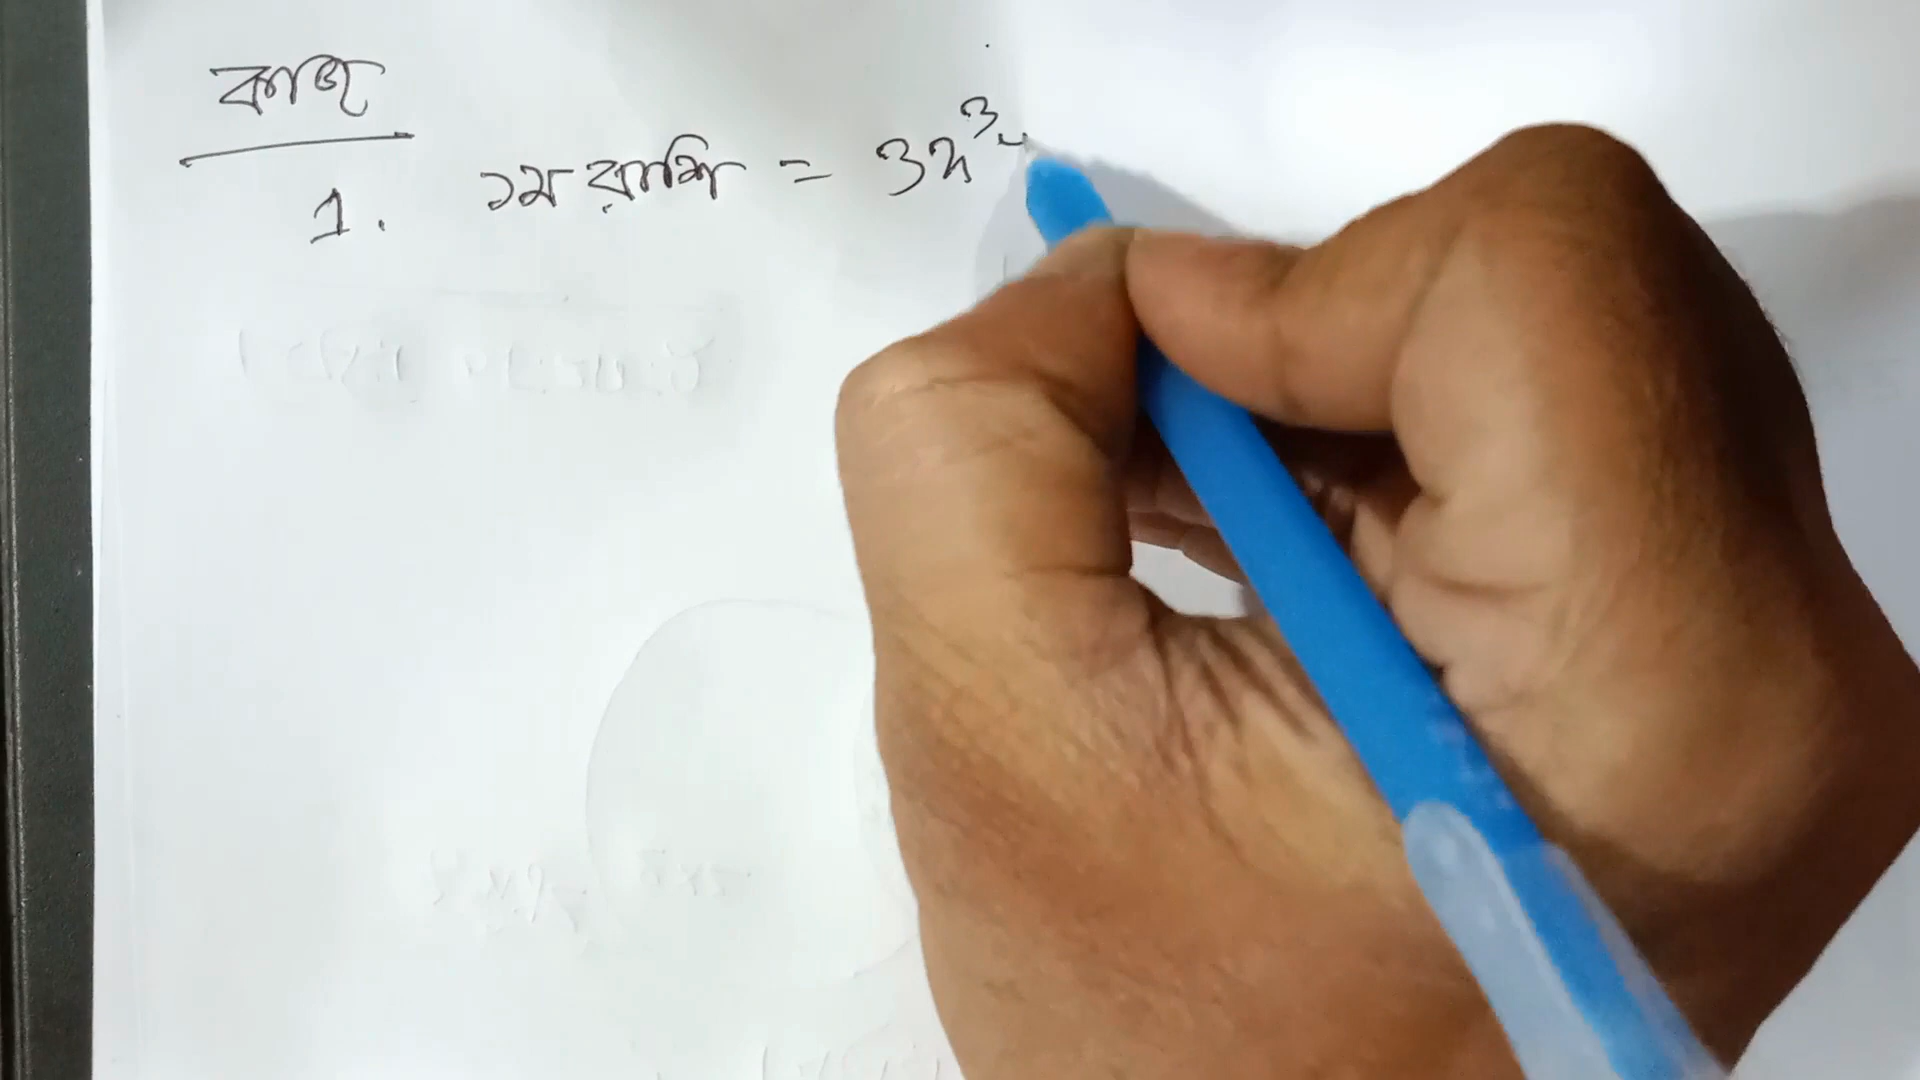 কাজ
1. ১ম রাশি = 3x³